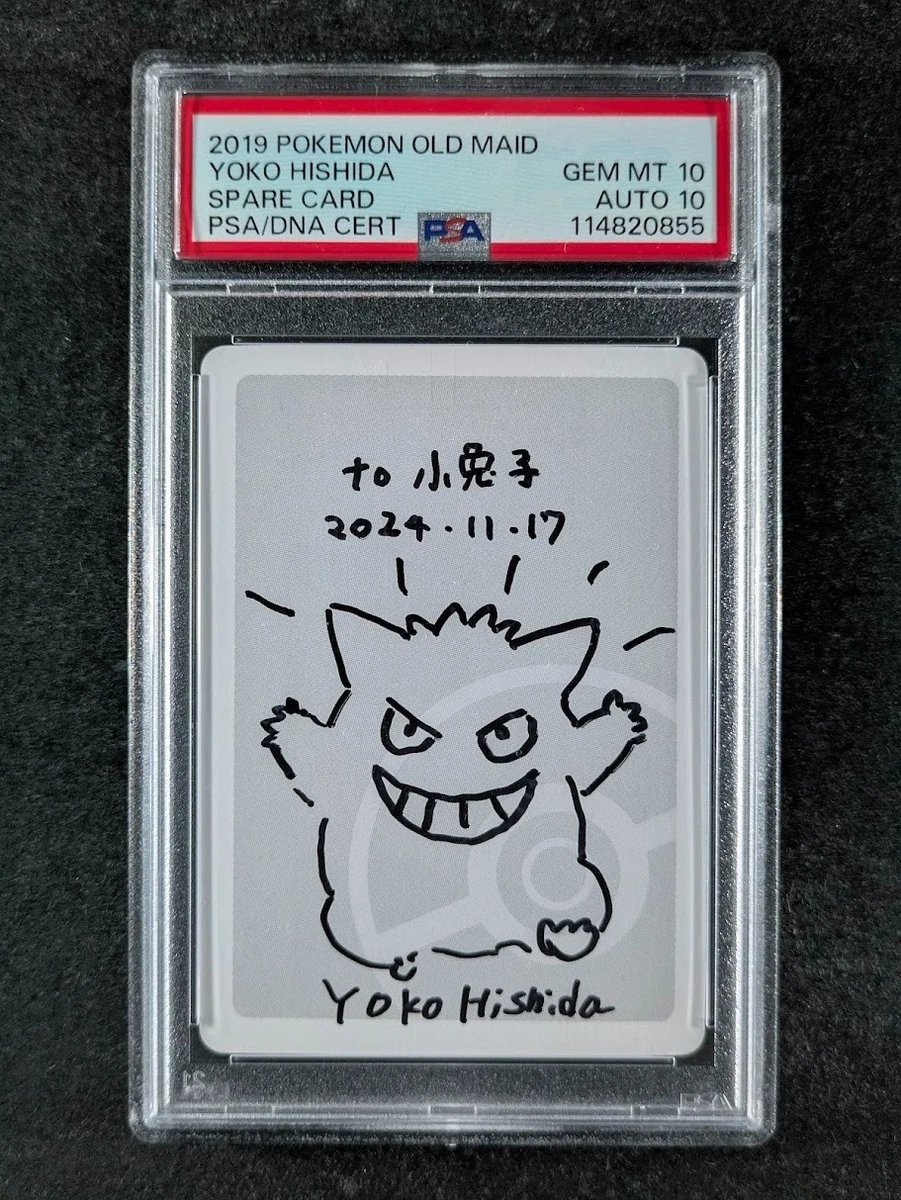 2019 POKEMON OLD MAID
YOKO HISHIDA GEM MT 10
SPARE CARD AUTO 10
PSA/DNA CERT PSA 114820855
to 小兎子
2024.11.17
Yoko Hishida
PSA